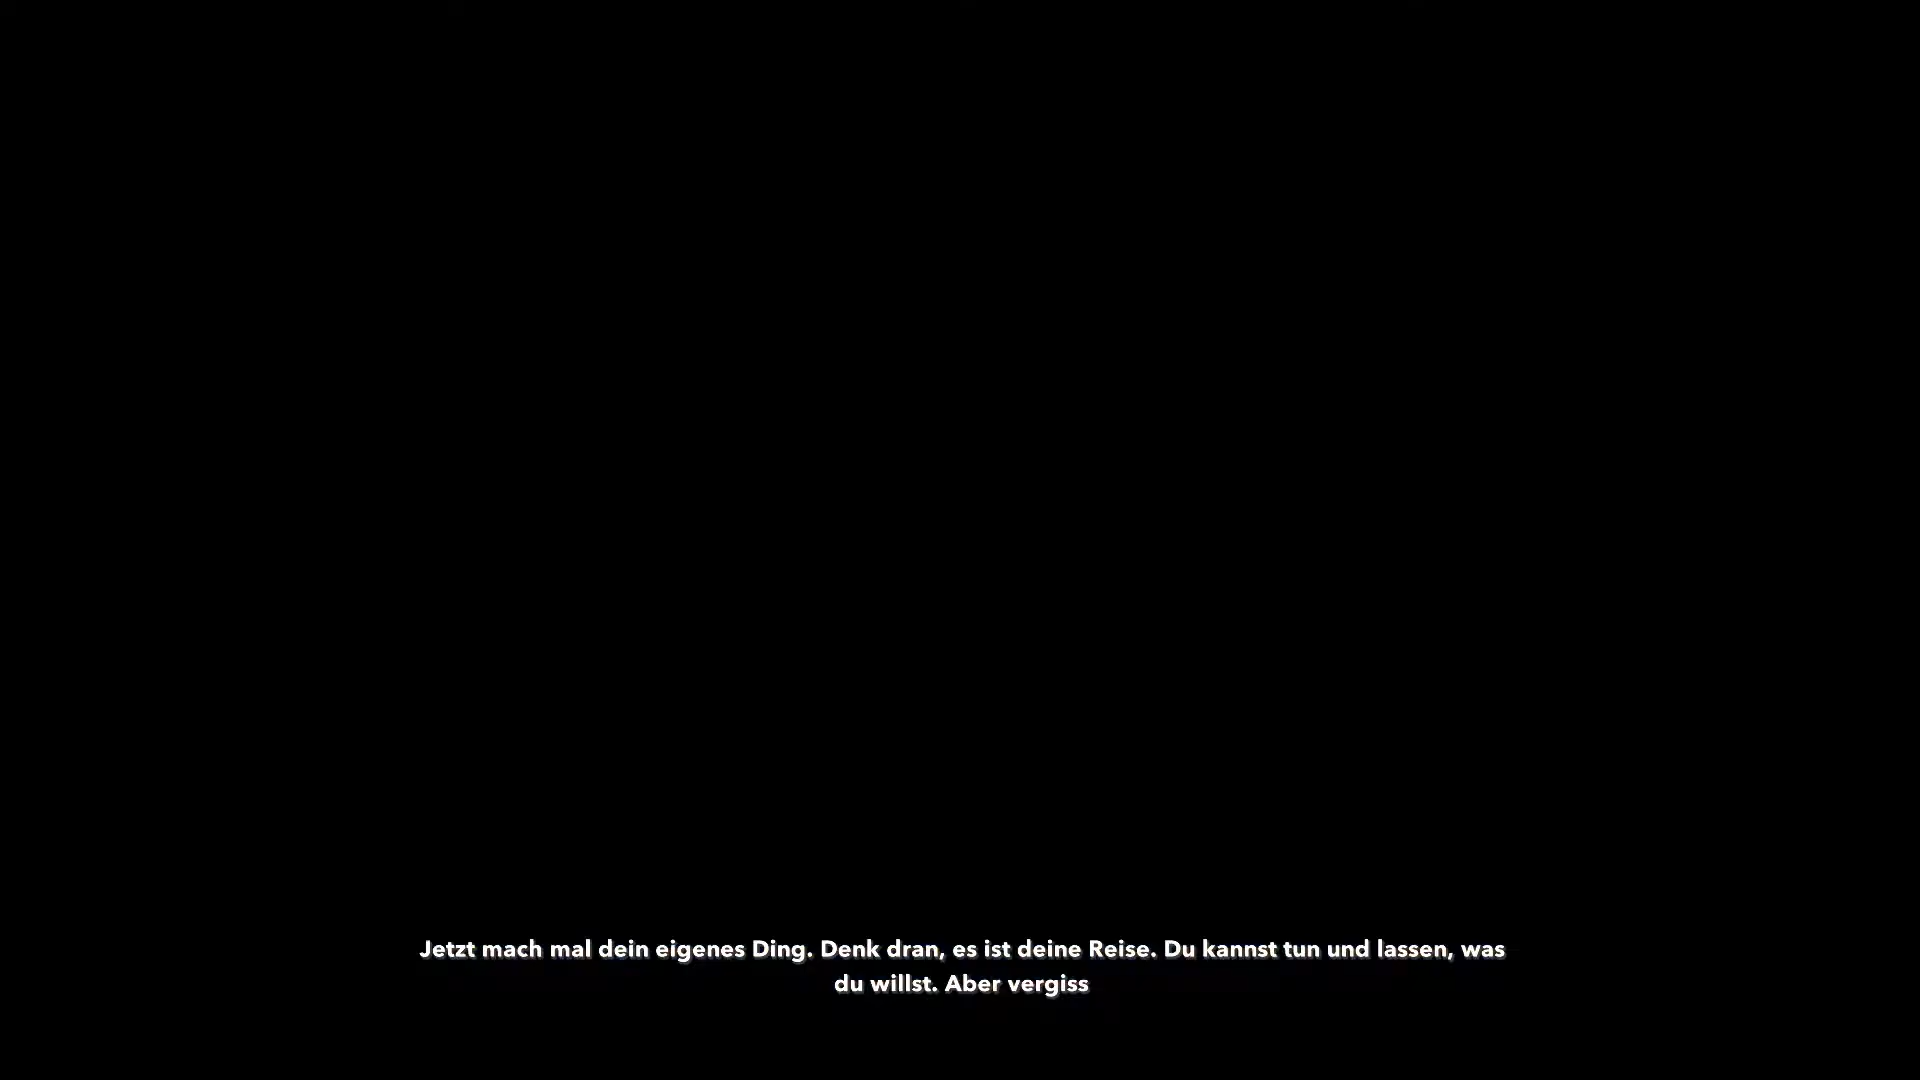 Jetzt mach mal dein eigenes Ding. Denk dran, es ist deine Reise. Du kannst tun und lassen, was
du willst. Aber vergiss